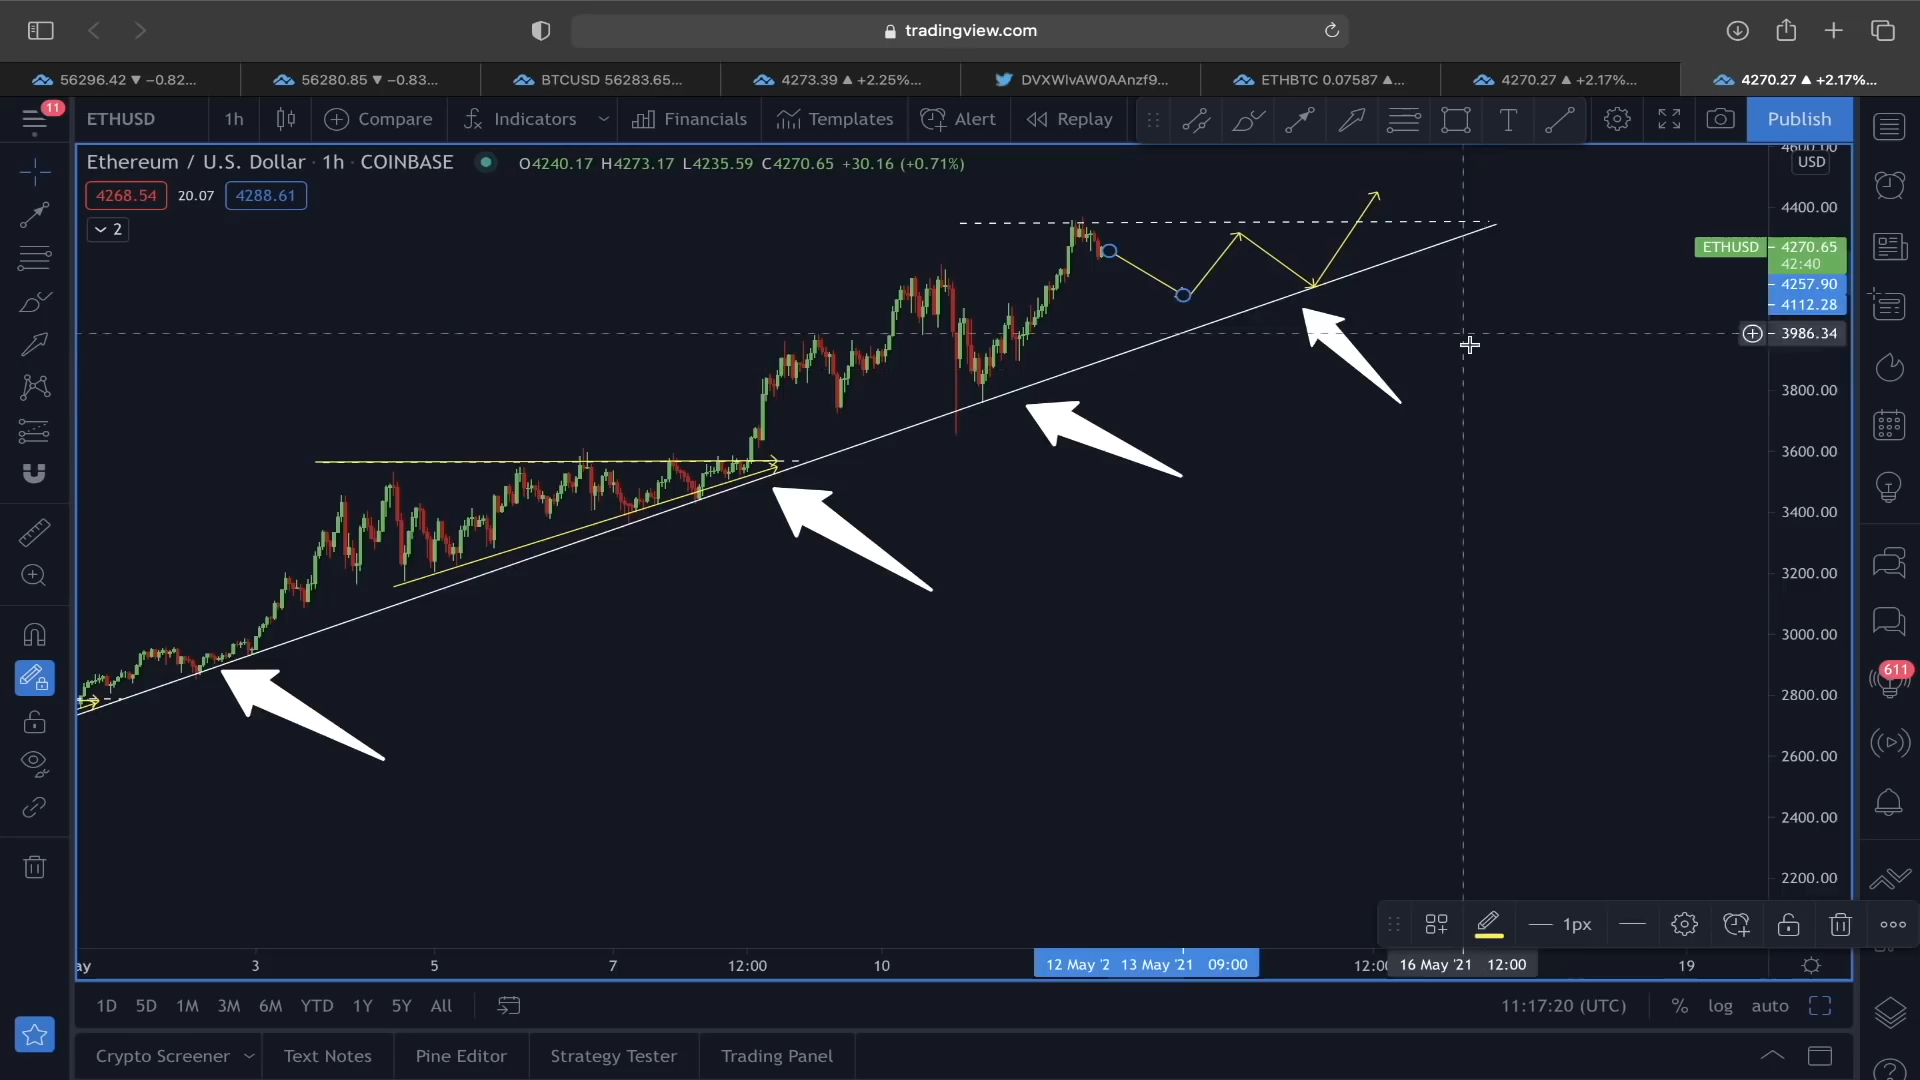 tradingview.com
56296.42 ▼ −0.82...
56280.85 ▼ −0.83...
BTCUSD 56283.65...
4273.39 ▲ +2.25%...
DVXWlvAW0AAnzf9...
ETHBTC 0.07587 ▲...
4270.27 ▲ +2.17%...
4270.27 ▲ +2.17%...
11
ETHUSD
1h
Compare
Indicators
Financials
Templates
Alert
Replay
T
Publish
Ethereum / U.S. Dollar · 1h · COINBASE
O4240.17 H4273.17 L4235.59 C4270.65 +30.16 (+0.71%)
4268.54
20.07
4288.61
2
4600.00
USD
4400.00
ETHUSD
4270.65
42:40
4257.90
4112.28
3986.34
3800.00
3600.00
3400.00
3200.00
3000.00
2800.00
2600.00
2400.00
2200.00
611
1px
ay
3
5
7
12:00
10
12 May '2
13 May '21 09:00
12:00
16 May '21 12:00
19
1D
5D
1M
3M
6M
YTD
1Y
5Y
All
11:17:20 (UTC)
%
log
auto
Crypto Screener
Text Notes
Pine Editor
Strategy Tester
Trading Panel